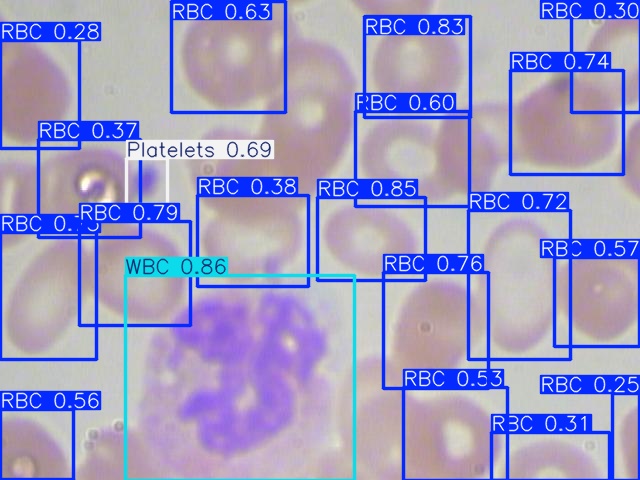 RBC 0.63
RBC 0.30
RBC 0.28
RBC 0.83
RBC 0.74
RBC 0.60
RBC 0.37
Platelets 0.69
RBC 0.38
RBC 0.85
RBC 0.72
RBC 0.79
RBC 0.57
WBC 0.86
RBC 0.76
RBC 0.53
RBC 0.25
RBC 0.56
RBC 0.31